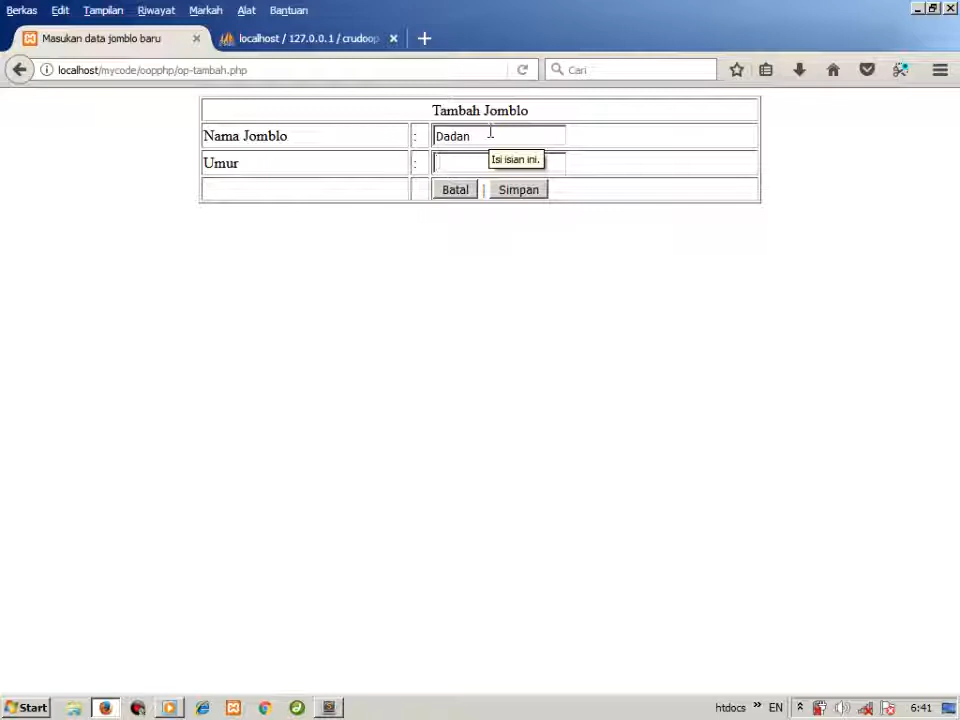 Berkas Edit Tampilan Riwayat Markah Alat Bantuan
Masukan data jomblo baru
localhost / 127.0.0.1 / crudoop
localhost/mycode/oopphp/op-tambah.php
Cari
Tambah Jomblo
Nama Jomblo : Dadan
Isi isian ini.
Umur :
Batal | Simpan
Start
htdocs » EN 6:41